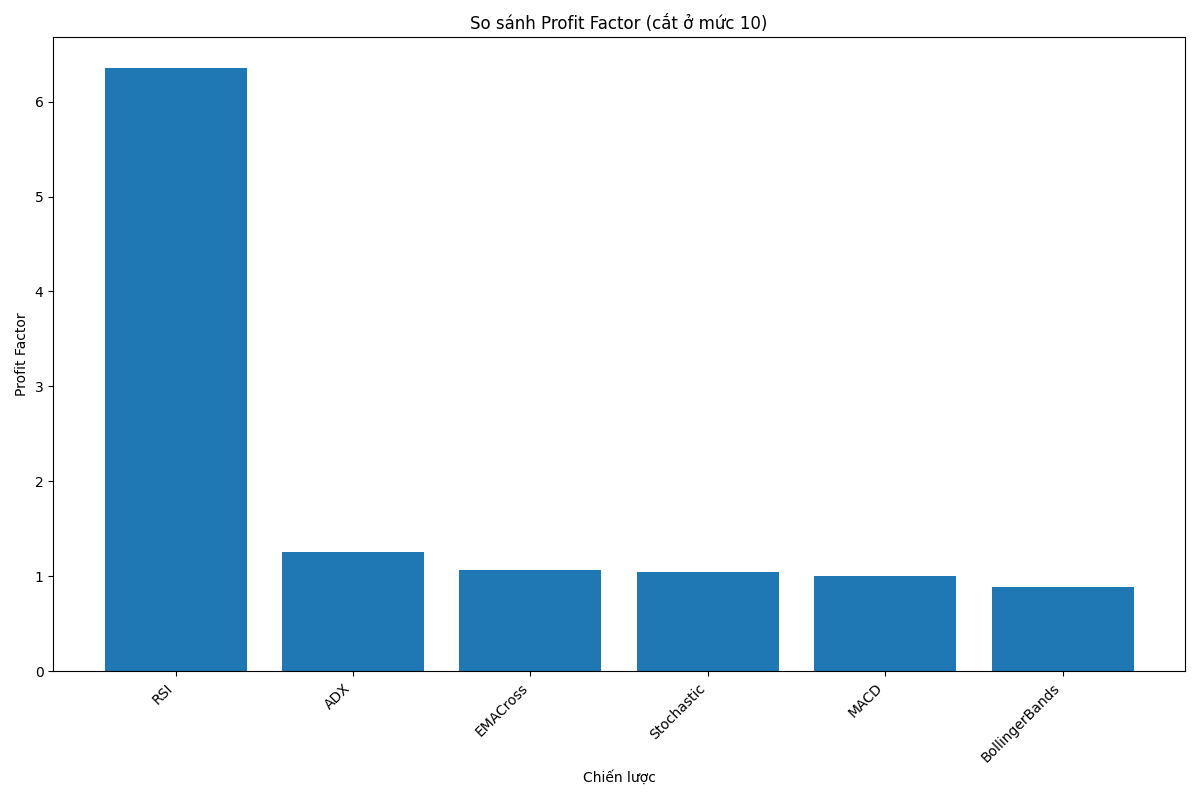 So sánh Profit Factor (cắt ở mức 10)
Profit Factor
6
5
4
3
2
1
0
RSI
ADX
EMACross
Stochastic
MACD
BollingerBands
Chiến lược